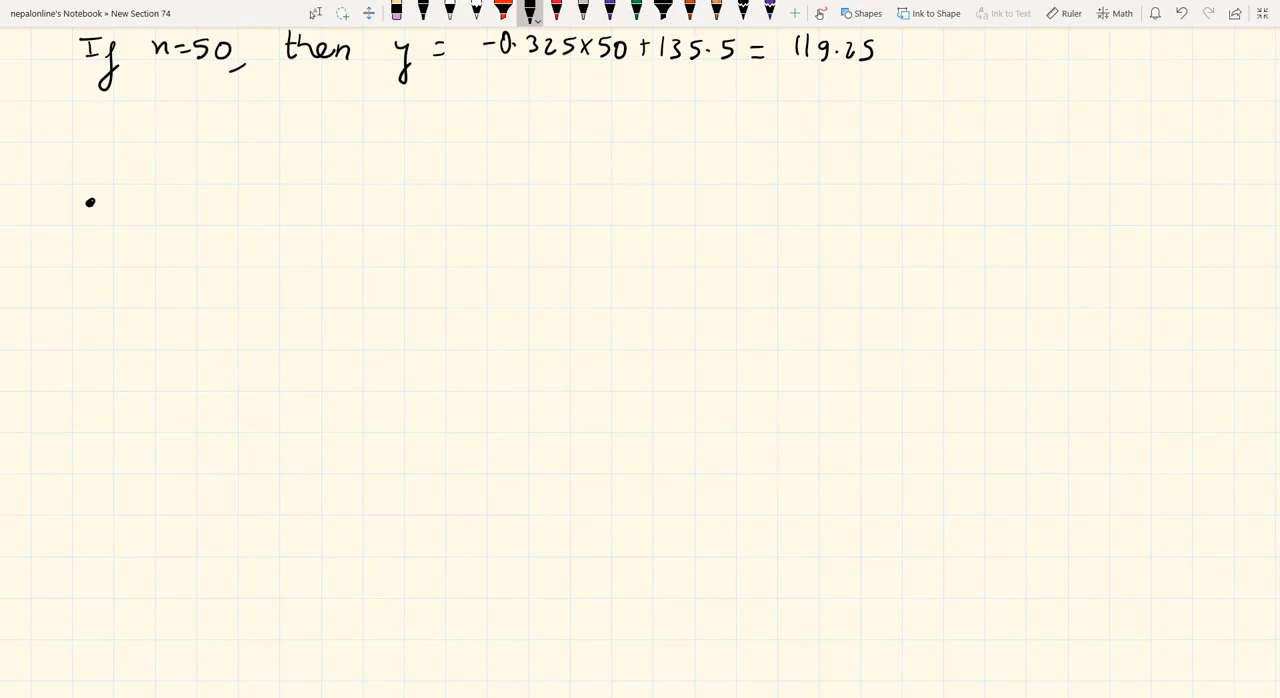 nepalonline's Notebook » New Section 74
Shapes Ink to Shape Ink to Text Ruler Math
If n=50, then y = -0.325×50+135.5 = 119.25